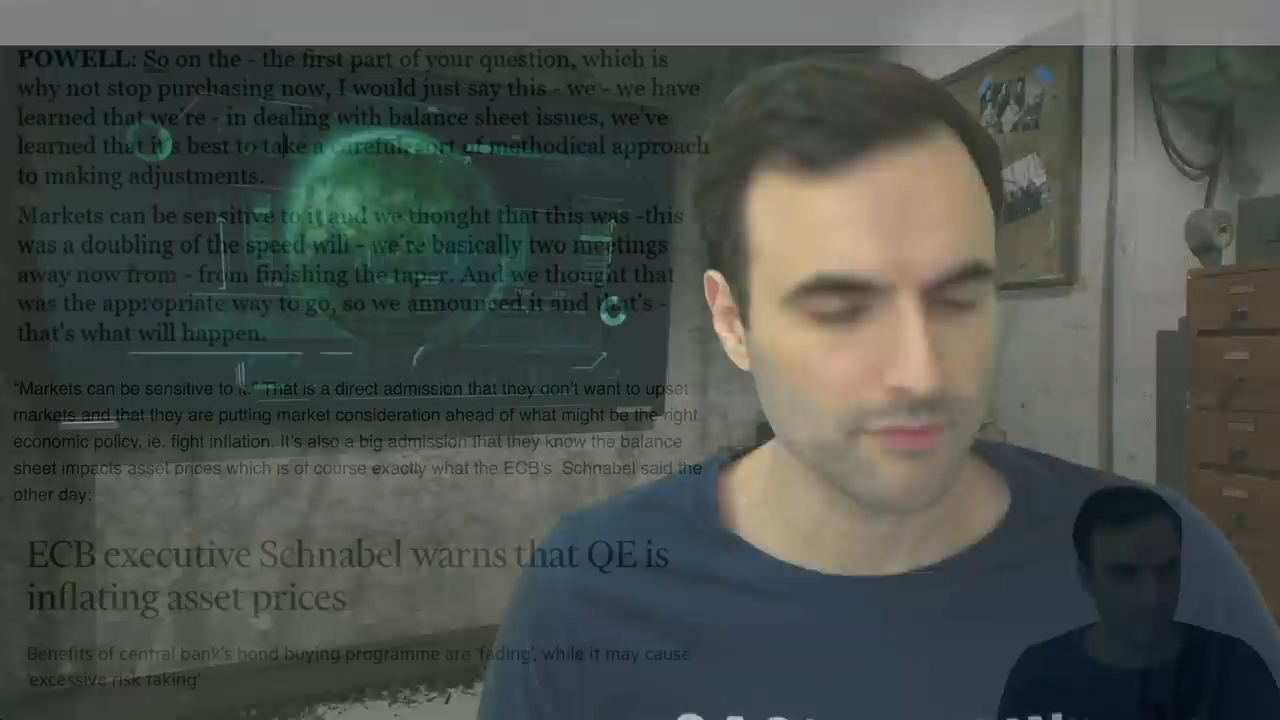 POWELL: So on the - the first part of your question, which is
why not stop purchasing now, I would just say this - we - we have
learned that we're - in dealing with balance sheet issues, we've
learned that it's best to take a careful, sort of methodical approach
to making adjustments.
Markets can be sensitive to it and we thought that this was -this
was a doubling of the speed will - we're basically two meetings
away now from - from finishing the taper. And we thought that
was the appropriate way to go, so we announced it and that's -
that's what will happen.
"Markets can be sensitive to it." That is a direct admission that they don't want to upset
markets and that they are putting market consideration ahead of what might be the right
economic policy, ie. fight inflation. It's also a big admission that they know the balance
sheet impacts asset prices which is of course exactly what the ECB's Schnabel said the
other day:
ECB executive Schnabel warns that QE is
inflating asset prices
Benefits of central bank's bond buying programme are 'fading', while it may cause
'excessive risk taking'